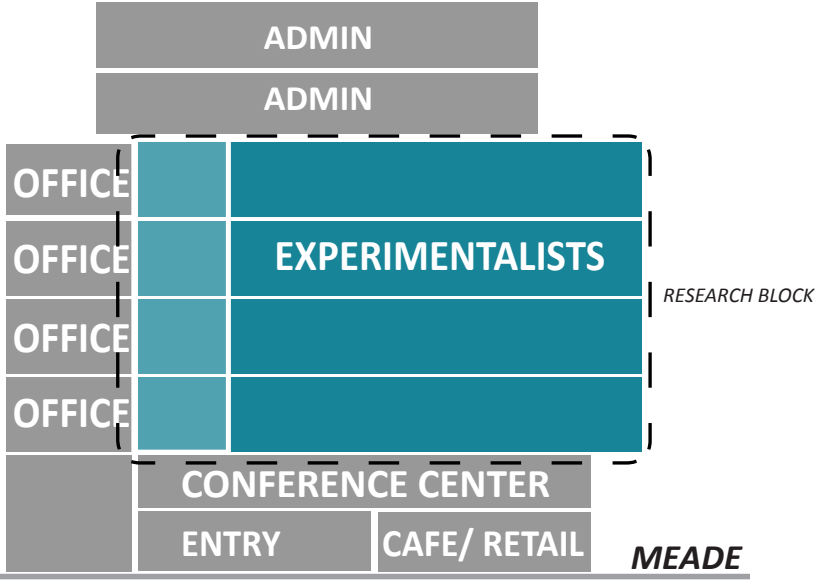 ADMIN
ADMIN
OFFICE
OFFICE
EXPERIMENTALISTS
RESEARCH BLOCK
OFFICE
OFFICE
CONFERENCE CENTER
ENTRY
CAFE/ RETAIL
MEADE